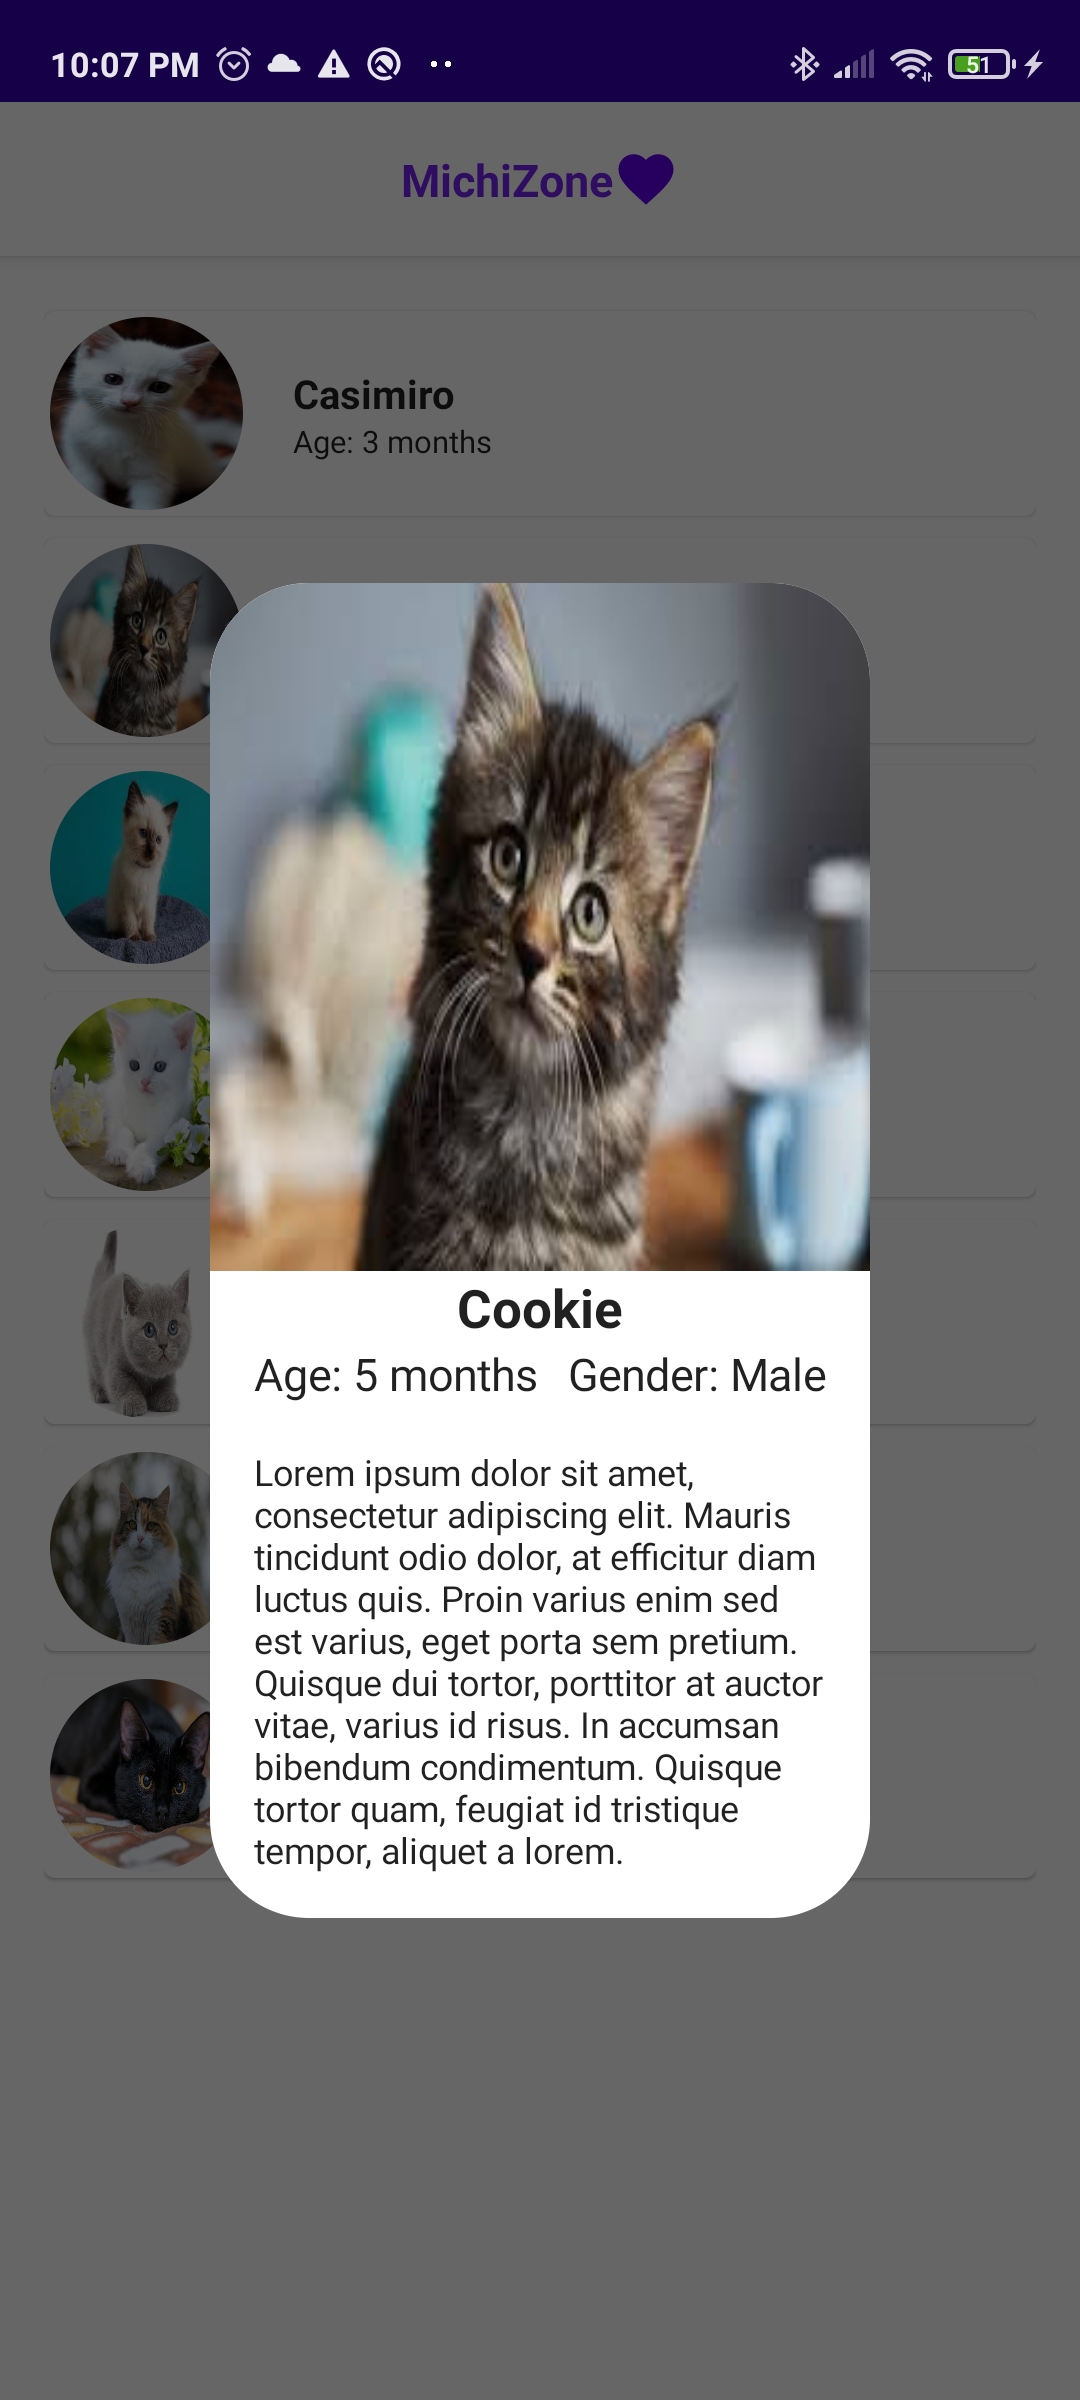 10:07 PM
51
MichiZone
Casimiro
Age: 3 months
Cookie
Age: 5 months Gender: Male
Lorem ipsum dolor sit amet,
consectetur adipiscing elit. Mauris
tincidunt odio dolor, at efficitur diam
luctus quis. Proin varius enim sed
est varius, eget porta sem pretium.
Quisque dui tortor, porttitor at auctor
vitae, varius id risus. In accumsan
bibendum condimentum. Quisque
tortor quam, feugiat id tristique
tempor, aliquet a lorem.